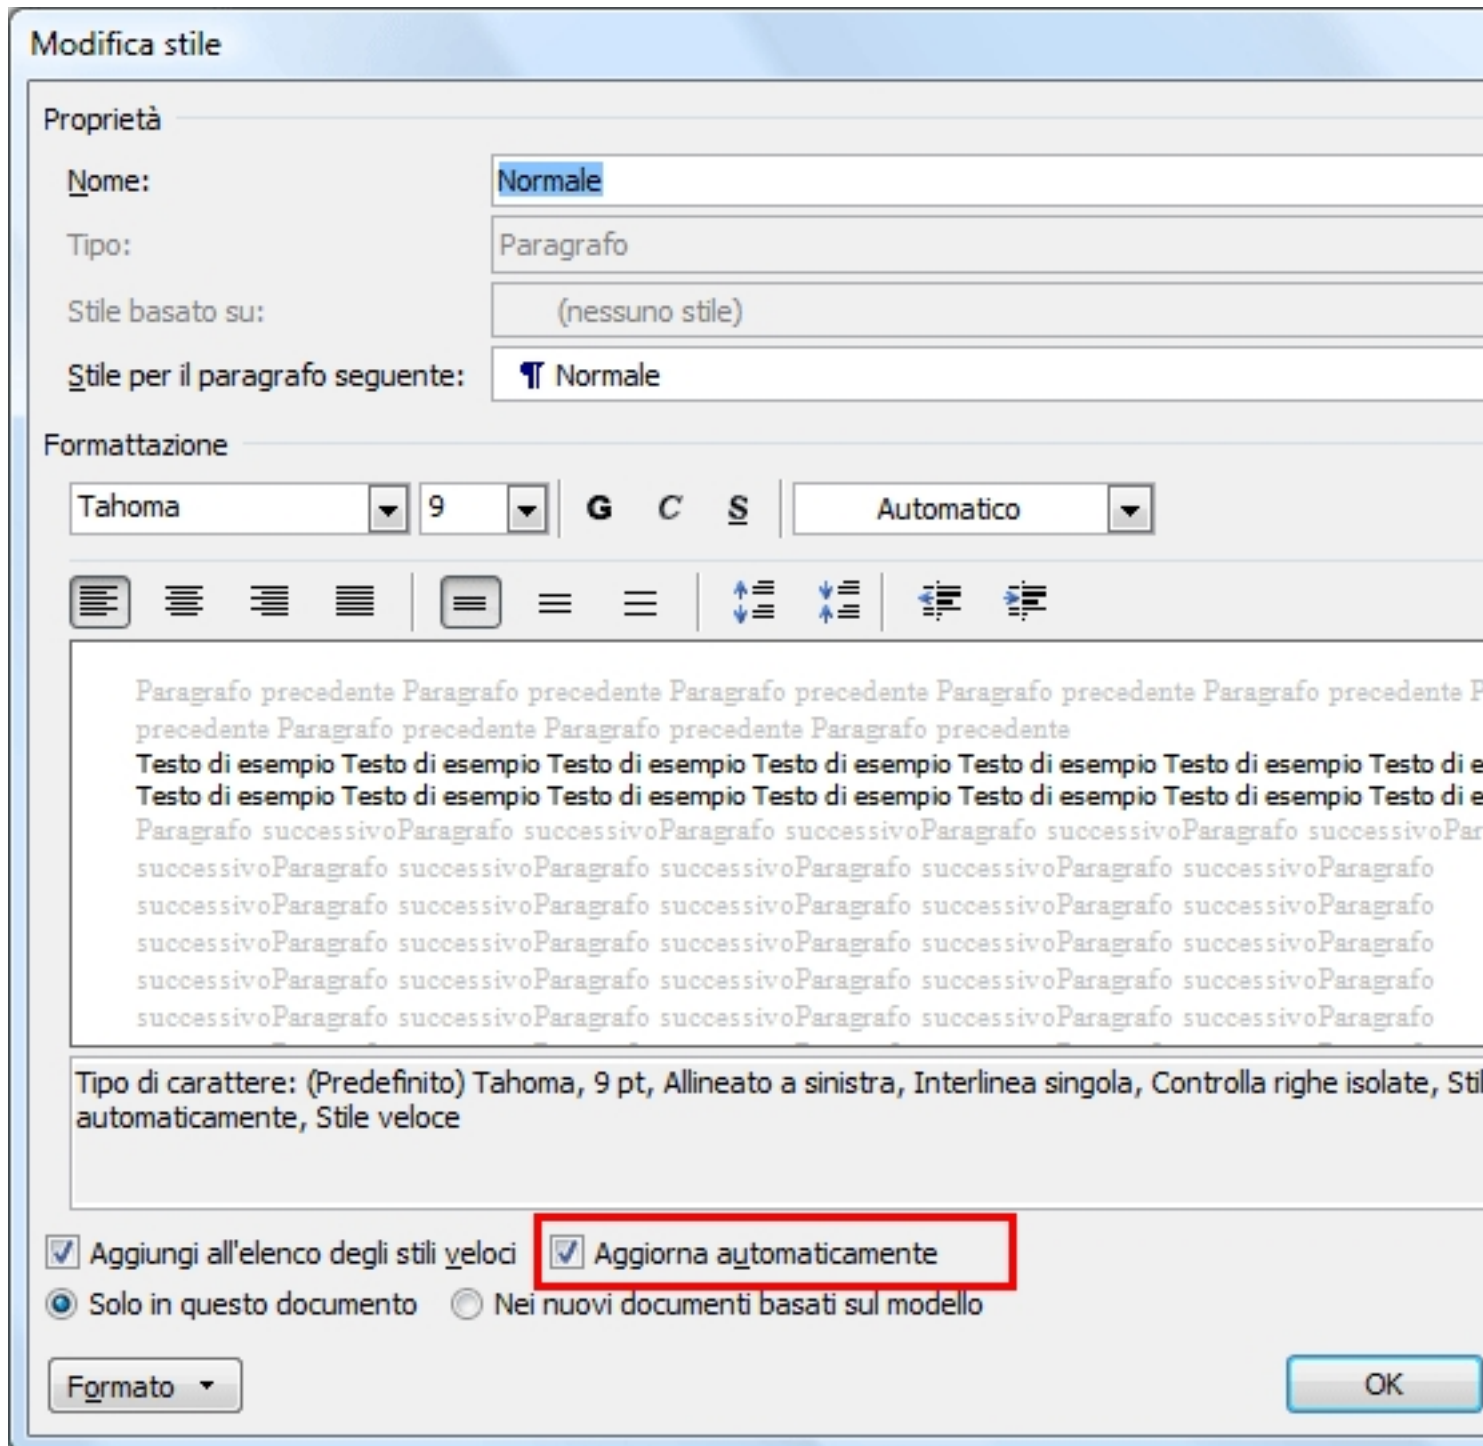 Modifica stile
Proprietà
Nome: Normale
Tipo: Paragrafo
Stile basato su: (nessuno stile)
Stile per il paragrafo seguente: ¶ Normale
Formattazione
Tahoma 9 G C S Automatico
Paragrafo precedente Paragrafo precedente Paragrafo precedente Paragrafo precedente Paragrafo precedente
precedente Paragrafo precedente Paragrafo precedente Paragrafo precedente
Testo di esempio Testo di esempio Testo di esempio Testo di esempio Testo di esempio Testo di esempio Testo di
Testo di esempio Testo di esempio Testo di esempio Testo di esempio Testo di esempio Testo di esempio Testo di
Paragrafo successivoParagrafo successivoParagrafo successivoParagrafo successivoParagrafo successivoPar
successivoParagrafo successivoParagrafo successivoParagrafo successivoParagrafo
successivoParagrafo successivoParagrafo successivoParagrafo successivoParagrafo
successivoParagrafo successivoParagrafo successivoParagrafo successivoParagrafo
successivoParagrafo successivoParagrafo successivoParagrafo successivoParagrafo
successivoParagrafo successivoParagrafo successivoParagrafo successivoParagrafo
Tipo di carattere: (Predefinito) Tahoma, 9 pt, Allineato a sinistra, Interlinea singola, Controlla righe isolate, Stil
automaticamente, Stile veloce
Aggiungi all'elenco degli stili veloci Aggiorna automaticamente
Solo in questo documento Nei nuovi documenti basati sul modello
Formato OK